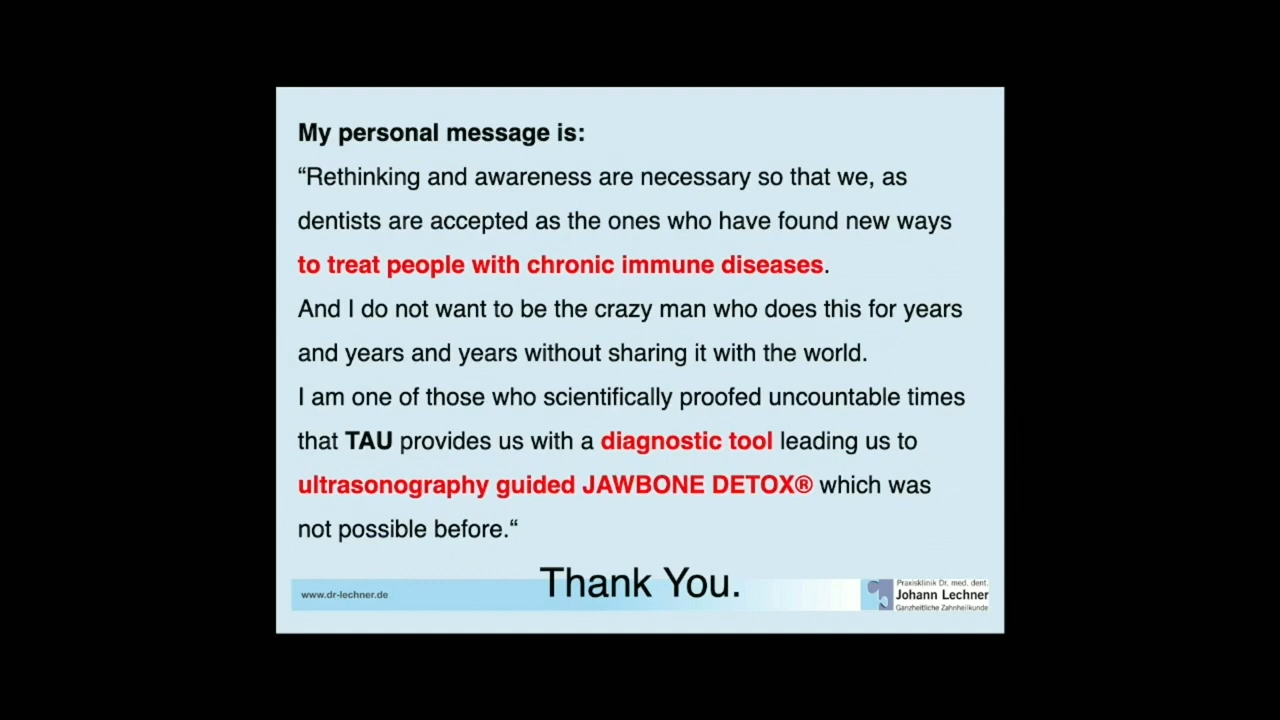 My personal message is:
“Rethinking and awareness are necessary so that we, as
dentists are accepted as the ones who have found new ways
to treat people with chronic immune diseases.
And I do not want to be the crazy man who does this for years
and years and years without sharing it with the world.
I am one of those who scientifically proofed uncountable times
that TAU provides us with a diagnostic tool leading us to
ultrasonography guided JAWBONE DETOX® which was
not possible before.“
Thank You.
www.dr-lechner.de
Praxisklinik Dr. med. dent.
Johann Lechner
Ganzheitliche Zahnheilkunde